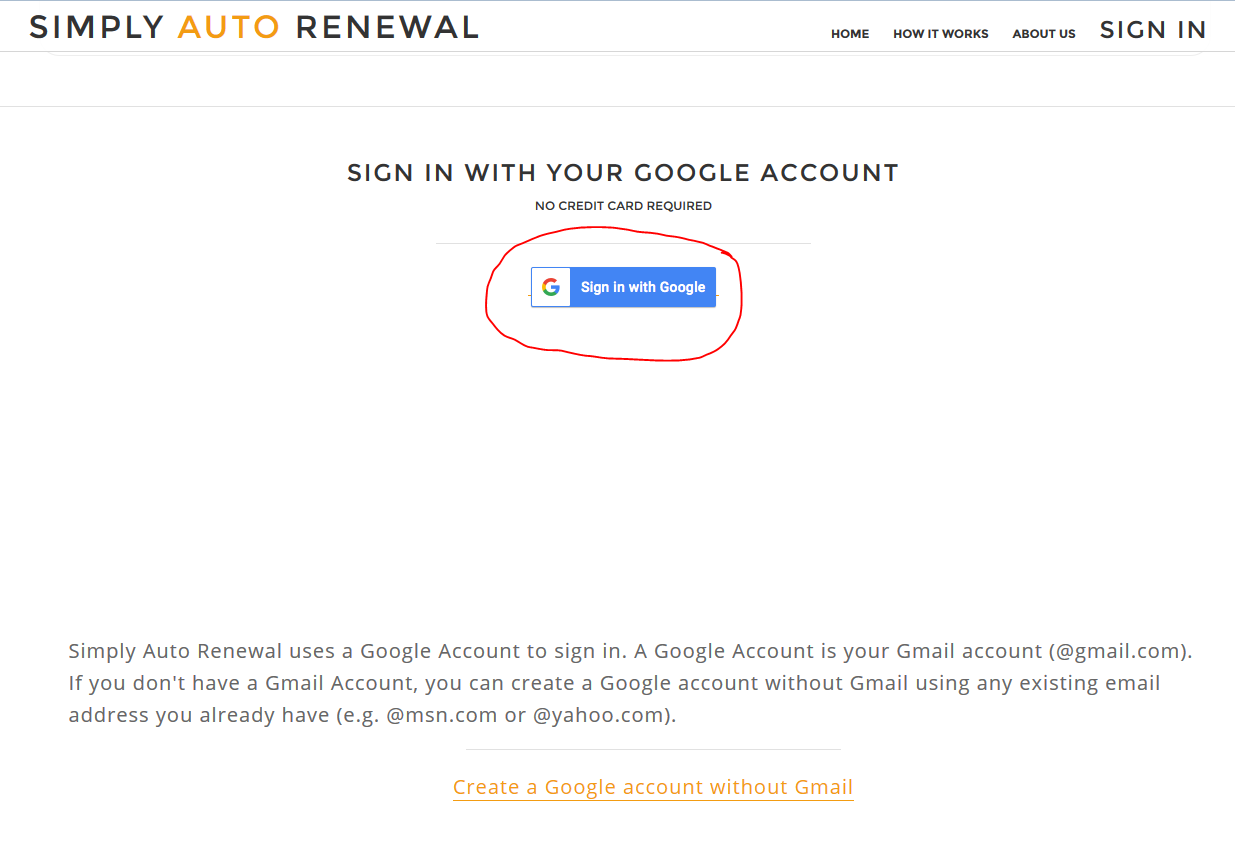 SIMPLY AUTO RENEWAL
HOME HOW IT WORKS ABOUT US SIGN IN
SIGN IN WITH YOUR GOOGLE ACCOUNT
NO CREDIT CARD REQUIRED
Sign in with Google
Simply Auto Renewal uses a Google Account to sign in. A Google Account is your Gmail account (@gmail.com).
If you don't have a Gmail Account, you can create a Google account without Gmail using any existing email
address you already have (e.g. @msn.com or @yahoo.com).
Create a Google account without Gmail